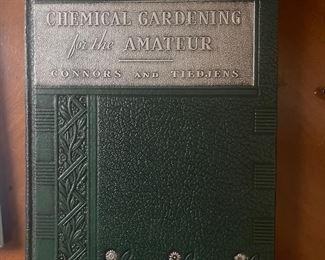 CHEMICAL GARDENING
for the AMATEUR
CONNORS AND TIEDJENS